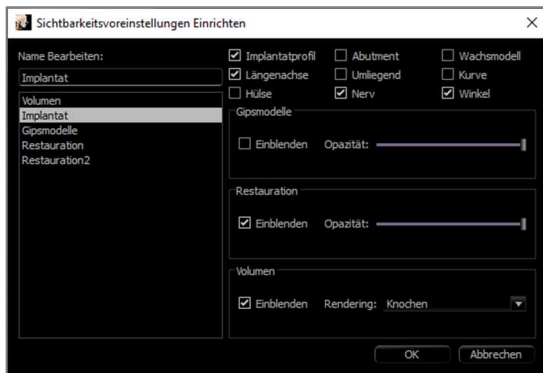 Sichtbarkeitsvoreinstellungen Einrichten
Name Bearbeiten:
Implantat
Volumen
Implantat
Gipsmodelle
Restauration
Restauration2
Implantatprofil Abutment Wachsmodell
Längenachse Umliegend Kurve
Hülse Nerv Winkel
Gipsmodelle
Einblenden Opazität:
Restauration
Einblenden Opazität:
Volumen
Einblenden Rendering: Knochen
OK Abbrechen